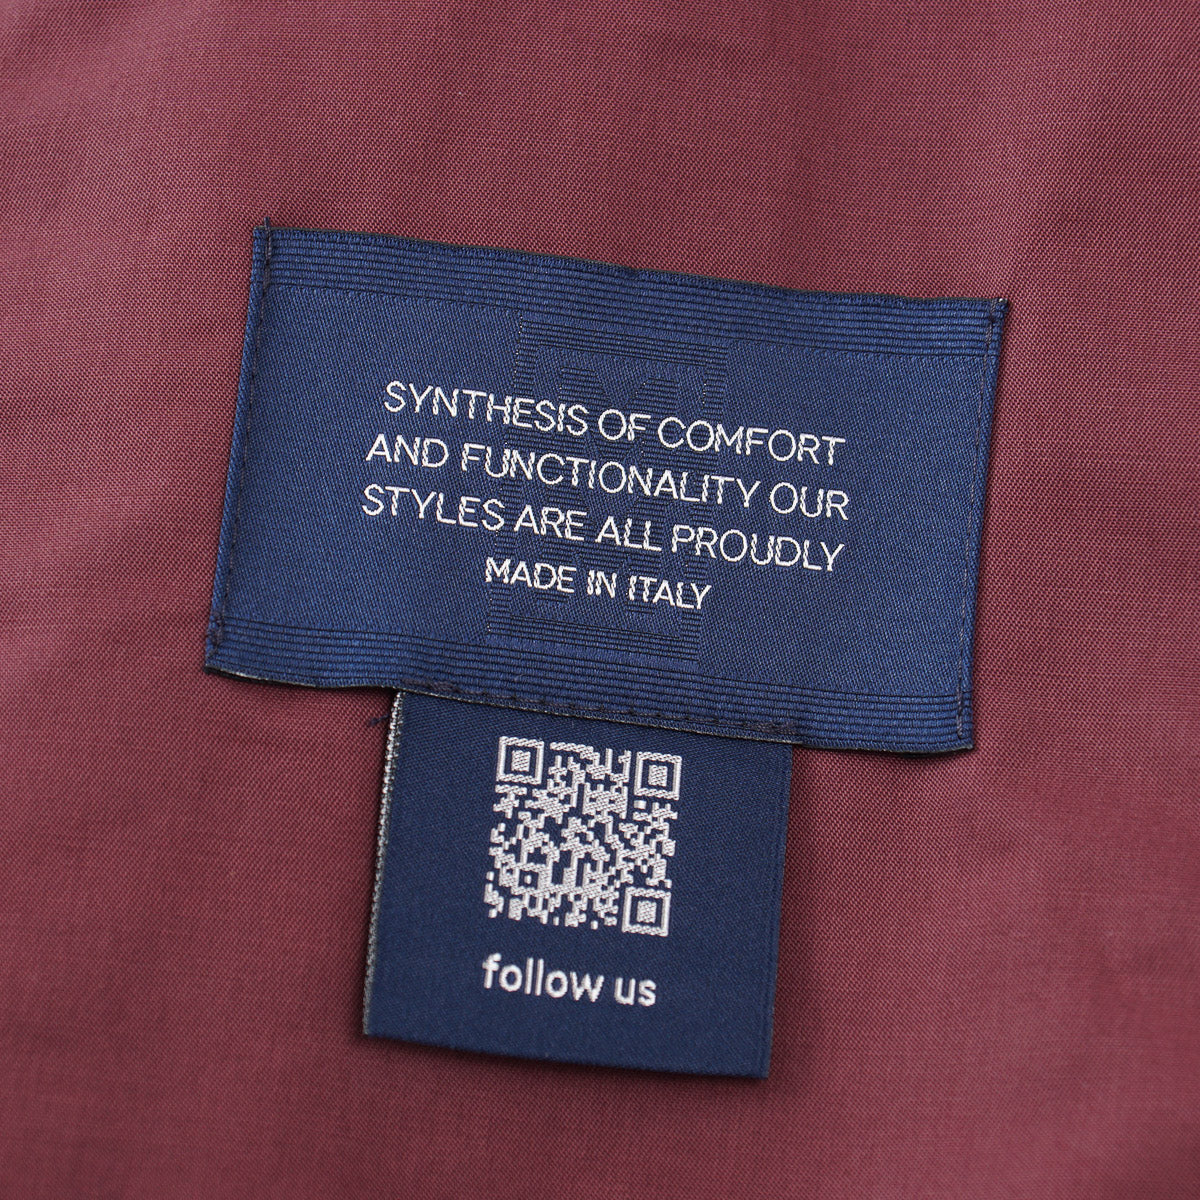 SYNTHESIS OF COMFORT
AND FUNCTIONALITY OUR
STYLES ARE ALL PROUDLY
MADE IN ITALY
follow us